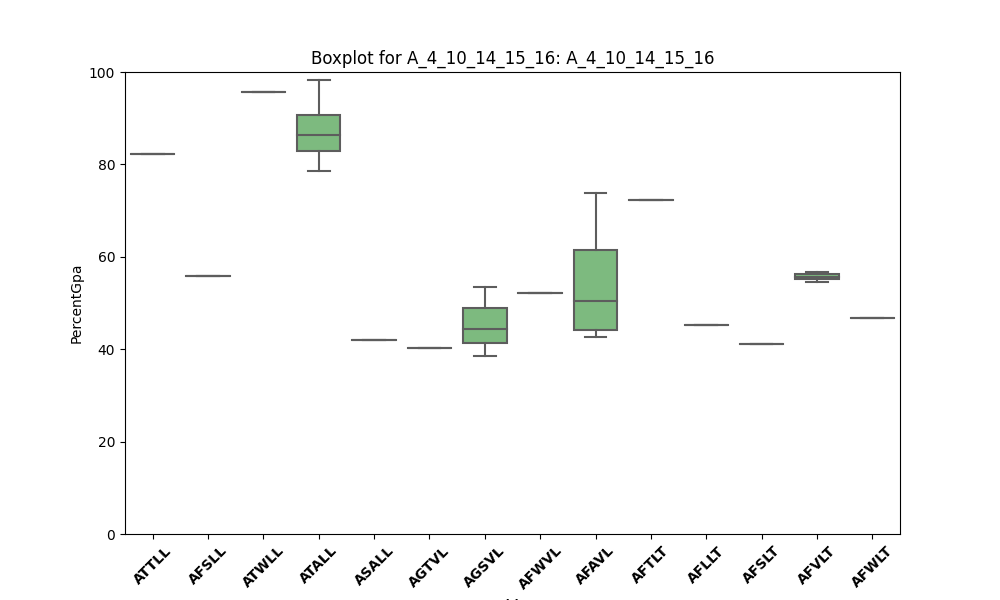 Boxplot for A_4_10_14_15_16: A_4_10_14_15_16
PercentGpa
100
80
60
40
20
0
ATTLL
AFSLL
ATWLL
ATALL
ASALL
AGTVL
AGSVL
AFWVL
AFAVL
AFTLT
AFLLT
AFSLT
AFVLT
AFWLT